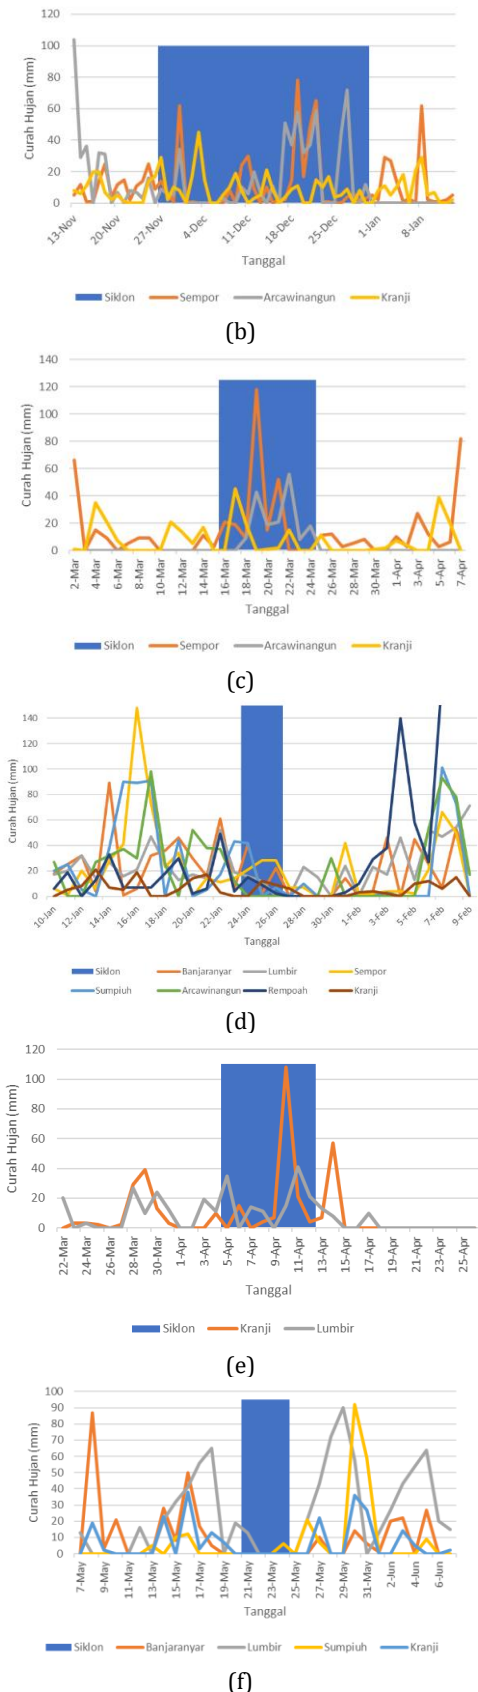 120
100
80
60
40
20
0
Curah Hujan (mm)
13-Nov
20-Nov
27-Nov
4-Dec
11-Dec
18-Dec
25-Dec
1-Jan
8-Jan
Tanggal
Siklon Sempor Arcawinangun Kranji
(b)
140
120
100
80
60
40
20
0
Curah Hujan (mm)
2-Mar
4-Mar
6-Mar
8-Mar
10-Mar
12-Mar
14-Mar
16-Mar
18-Mar
20-Mar
22-Mar
24-Mar
26-Mar
28-Mar
30-Mar
1-Apr
3-Apr
5-Apr
7-Apr
Tanggal
Siklon Sempor Arcawinangun Kranji
(c)
140
120
100
80
60
40
20
0
Curah Hujan (mm)
10-Jan
12-Jan
14-Jan
16-Jan
18-Jan
20-Jan
22-Jan
24-Jan
26-Jan
28-Jan
30-Jan
1-Feb
3-Feb
5-Feb
7-Feb
9-Feb
Tanggal
Siklon Banjaranyar Lumbir Sempor
Sumpiuh Arcawinangun Rempoah Kranji
(d)
120
100
80
60
40
20
0
Curah Hujan (mm)
22-Mar
24-Mar
26-Mar
28-Mar
30-Mar
1-Apr
3-Apr
5-Apr
7-Apr
9-Apr
11-Apr
13-Apr
15-Apr
17-Apr
19-Apr
21-Apr
23-Apr
25-Apr
Tanggal
Siklon Kranji Lumbir
(e)
100
90
80
70
60
50
40
30
20
10
0
Curah Hujan (mm)
7-May
9-May
11-May
13-May
15-May
17-May
19-May
21-May
23-May
25-May
27-May
29-May
31-May
2-Jun
4-Jun
6-Jun
Tanggal
Siklon Banjaranyar Lumbir Sumpiuh Kranji
(f)